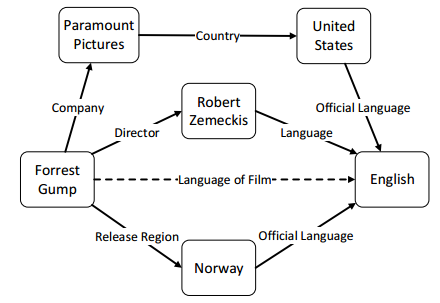 Paramount
Pictures
Country
United
States
Company
Official Language
Robert
Zemeckis
Director
Language
Forrest
Gump
Language of Film
English
Release Region
Official Language
Norway